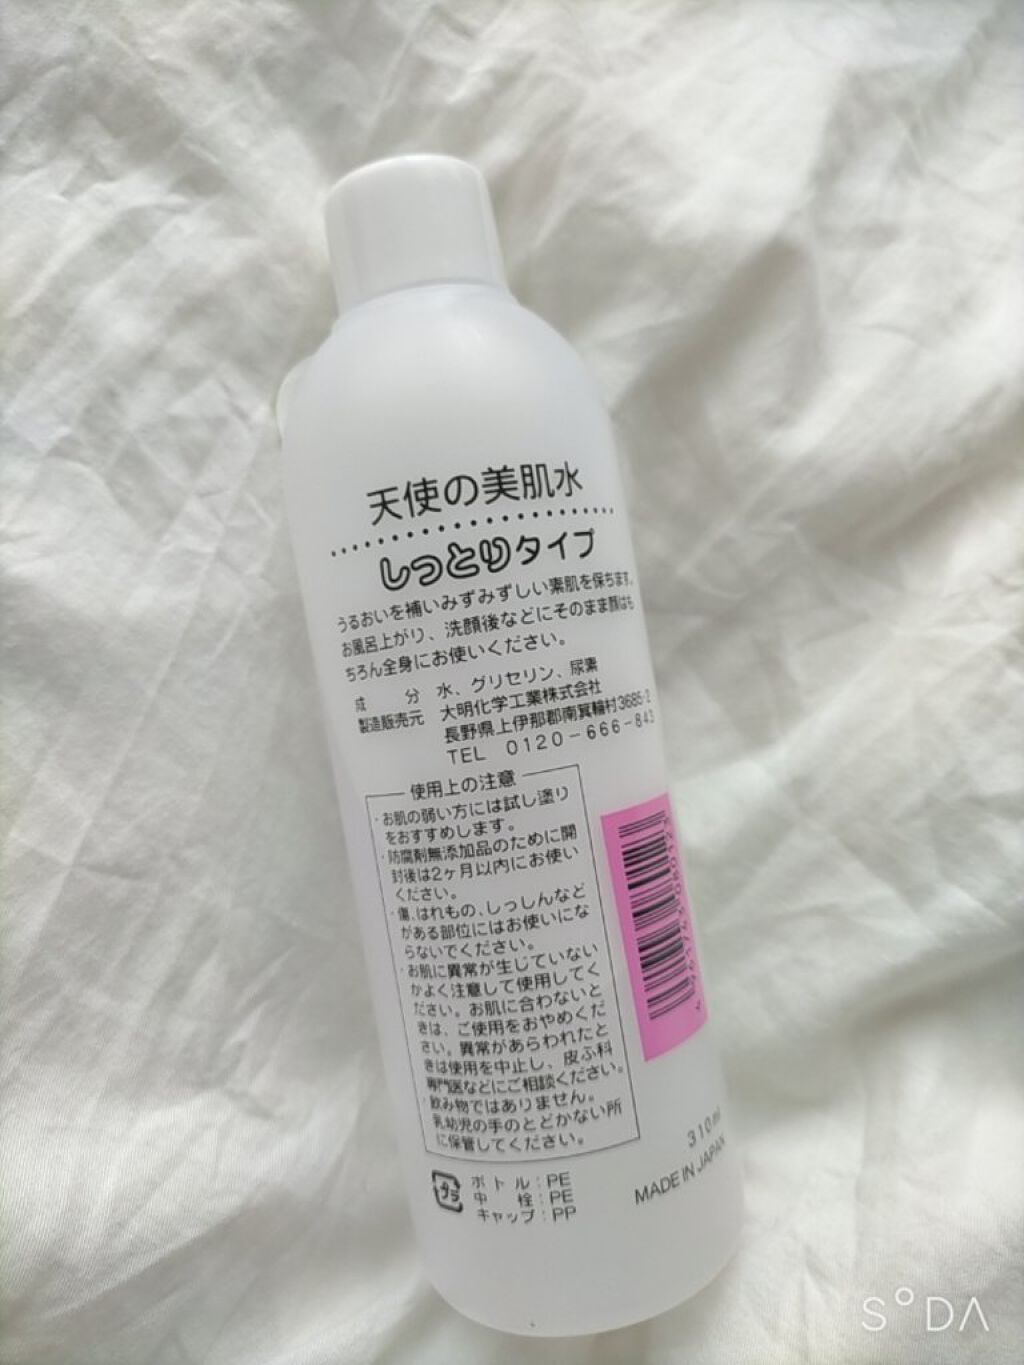 天使の美肌水
しっとりタイプ
うるおいを補いみずみずしい素肌を保ちます。
お風呂上がり、洗顔後などにそのまま顔はも
ちろん全身にお使いください。
成分 水、グリセリン、尿素
製造販売元 大明化学工業株式会社
長野県上伊那郡南箕輪村3685-2
TEL 0120-666-843
使用上の注意
・お肌の弱い方には試し塗り
をおすすめします。
・防腐剤無添加品のために開
封後は2ヶ月以内にお使い
ください。
・傷、はれもの、しっしんなど
がある部位にはお使いにな
らないでください。
・お肌に異常が生じていない
かよく注意して使用してく
ださい。お肌に合わないと
きは、ご使用をおやめくだ
さい。異常があらわれたと
きは使用を中止し、皮ふ科
専門医などにご相談ください。
・飲み物ではありません。
乳幼児の手のとどかない所
に保管してください。
プラ
ボトル:PE
中栓:PE
キャップ:PP
310ml
MADE IN JAPAN
SODA